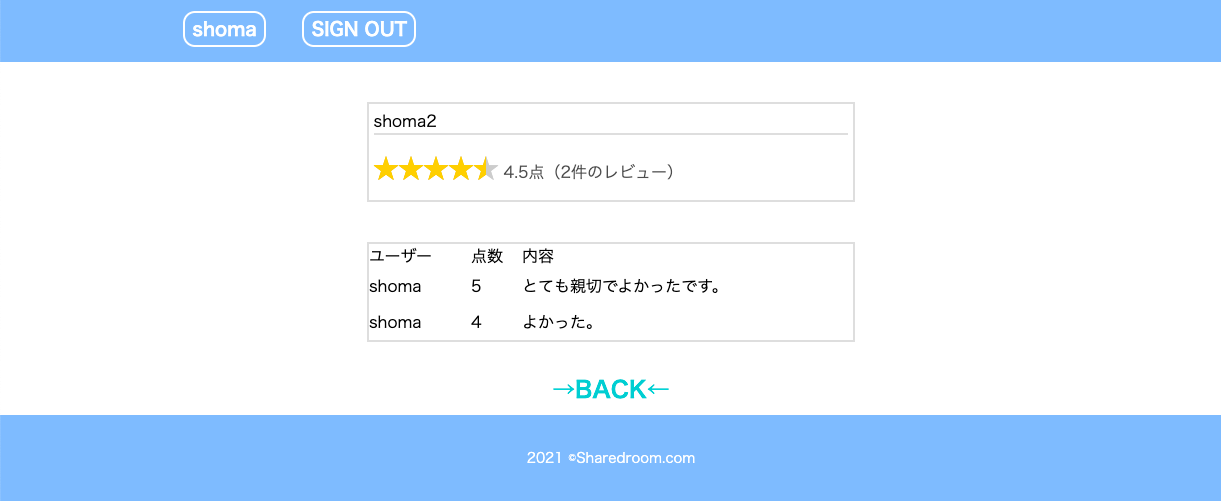 shoma SIGN OUT
shoma2
★★★★★ 4.5点（2件のレビュー）
ユーザー 点数 内容
shoma 5 とても親切でよかったです。
shoma 4 よかった。
→BACK←
2021 ©Sharedroom.com